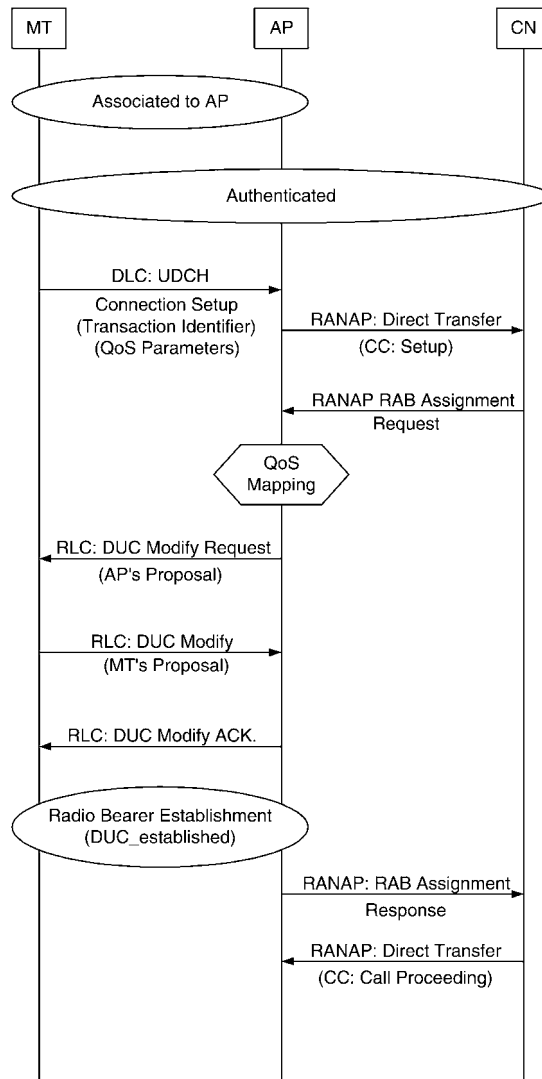 MT
AP
CN
Associated to AP
Authenticated
DLC: UDCH
Connection Setup
(Transaction Identifier)
(QoS Parameters)
RANAP: Direct Transfer
(CC: Setup)
RANAP RAB Assignment
Request
QoS
Mapping
RLC: DUC Modify Request
(AP's Proposal)
RLC: DUC Modify
(MT's Proposal)
RLC: DUC Modify ACK.
Radio Bearer Establishment
(DUC_established)
RANAP: RAB Assignment
Response
RANAP: Direct Transfer
(CC: Call Proceeding)